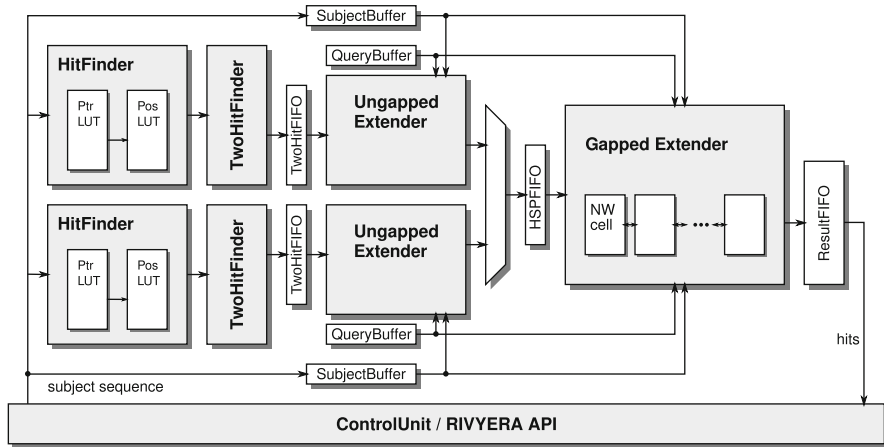 SubjectBuffer
QueryBuffer
HitFinder
Ptr
LUT
Pos
LUT
TwoHitFinder
TwoHitFIFO
Ungapped
Extender
HSPFIFO
Gapped Extender
NW
cell
ResultFIFO
HitFinder
Ptr
LUT
Pos
LUT
TwoHitFinder
TwoHitFIFO
Ungapped
Extender
QueryBuffer
SubjectBuffer
hits
subject sequence
ControlUnit / RIVYERA API